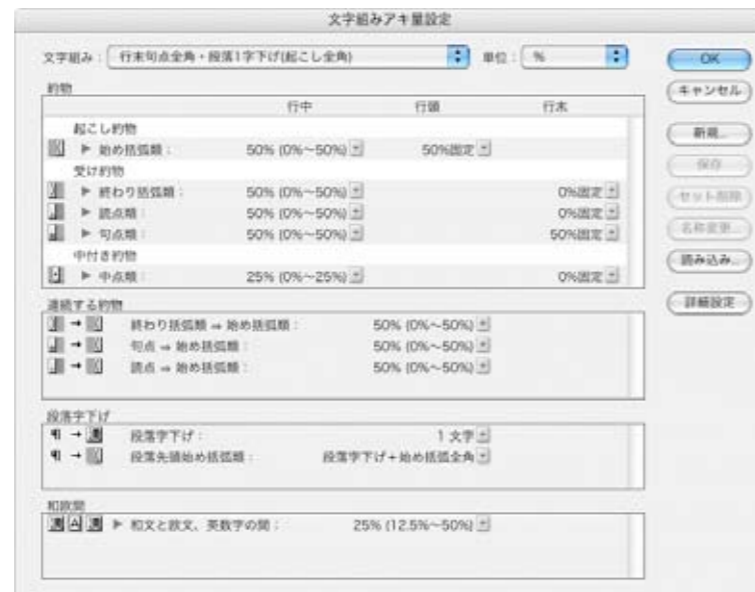 文字組みアキ量設定
文字組み： 行末句点全角・段落1字下げ(起こし全角) 単位： %
OK
キャンセル
新規...
保存
セット削除
名称変更...
読み込み...
詳細設定
約物
行中 行頭 行末
起こし約物
始め括弧類： 50% (0%～50%) 50%固定
受け約物
終わり括弧類： 50% (0%～50%) 0%固定
読点類： 50% (0%～50%) 0%固定
句点類： 50% (0%～50%) 50%固定
中付き約物
中点類： 25% (0%～25%) 0%固定
連続する約物
終わり括弧類 ⇒ 始め括弧類： 50% (0%～50%)
句点 ⇒ 始め括弧類： 50% (0%～50%)
読点 ⇒ 始め括弧類： 50% (0%～50%)
段落字下げ
段落字下げ： 1 文字
段落先頭始め括弧類： 段落字下げ+始め括弧全角
和欧間
和文と欧文、英数字の間： 25% (12.5%～50%)